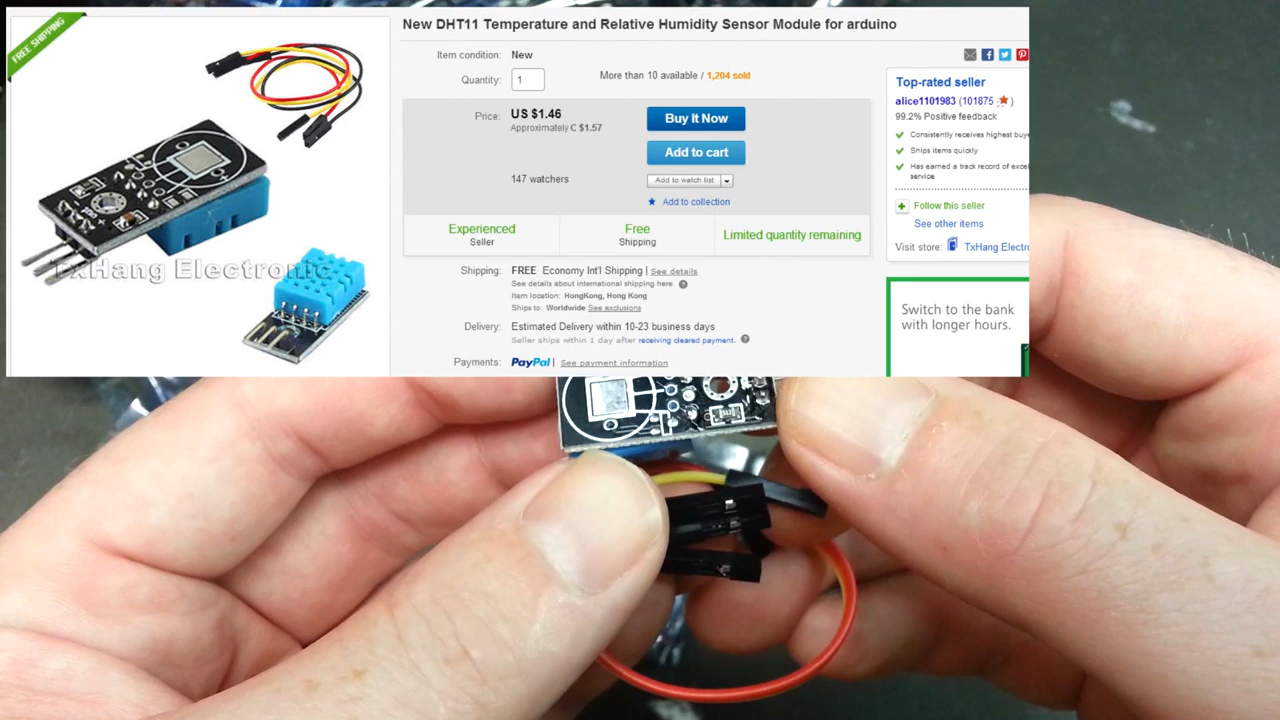 FREE SHIPPING
New DHT11 Temperature and Relative Humidity Sensor Module for arduino
Item condition: New
Quantity: 1
More than 10 available / 1,204 sold
Price: US $1.46
Approximately C $1.57
Buy It Now
Add to cart
147 watchers
Add to watch list
Add to collection
Experienced
Seller
Free
Shipping
Limited quantity remaining
Shipping: FREE Economy Int'l Shipping | See details
See details about international shipping here.
Item location: HongKong, Hong Kong
Ships to: Worldwide See exclusions
Delivery: Estimated Delivery within 10-23 business days
Seller ships within 1 day after receiving cleared payment.
Payments: PayPal | See payment information
TxHang Electronic
Top-rated seller
alice1101983 (101875 )
99.2% Positive feedback
Consistently receives highest buye
Ships items quickly
Has earned a track record of excel
service
Follow this seller
See other items
Visit store: TxHang Electro
Switch to the bank
with longer hours.